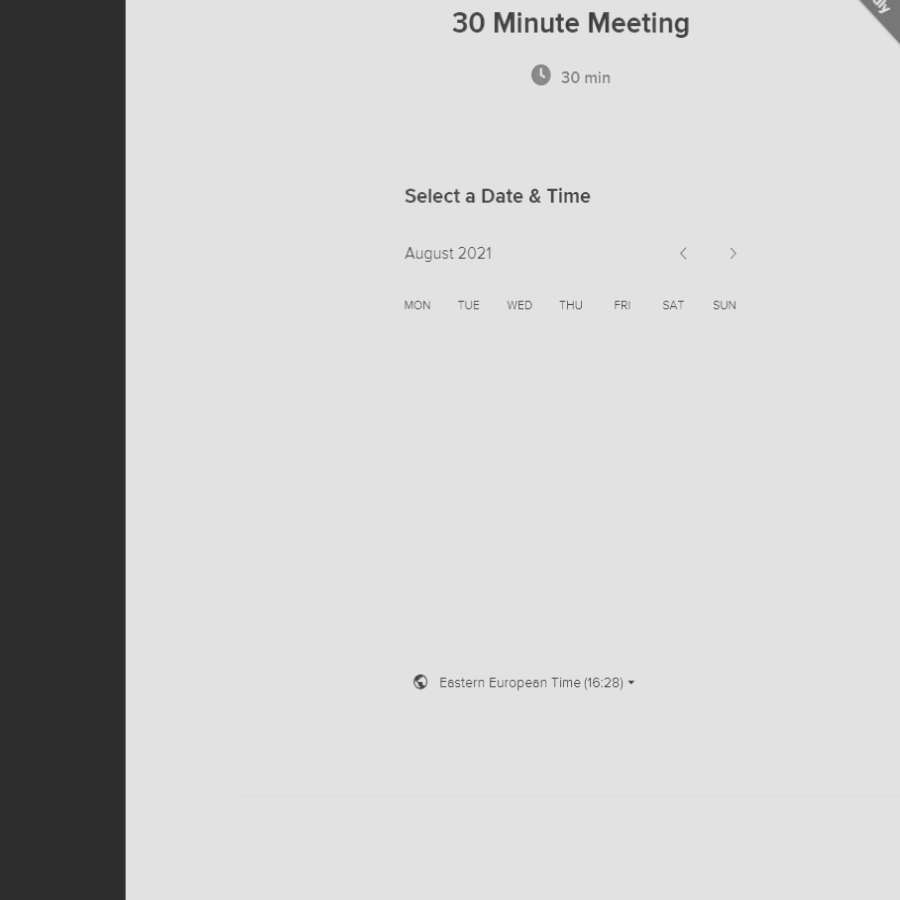 30 Minute Meeting
30 min
Select a Date & Time
August 2021
MON TUE WED THU FRI SAT SUN
Eastern European Time (16:28)